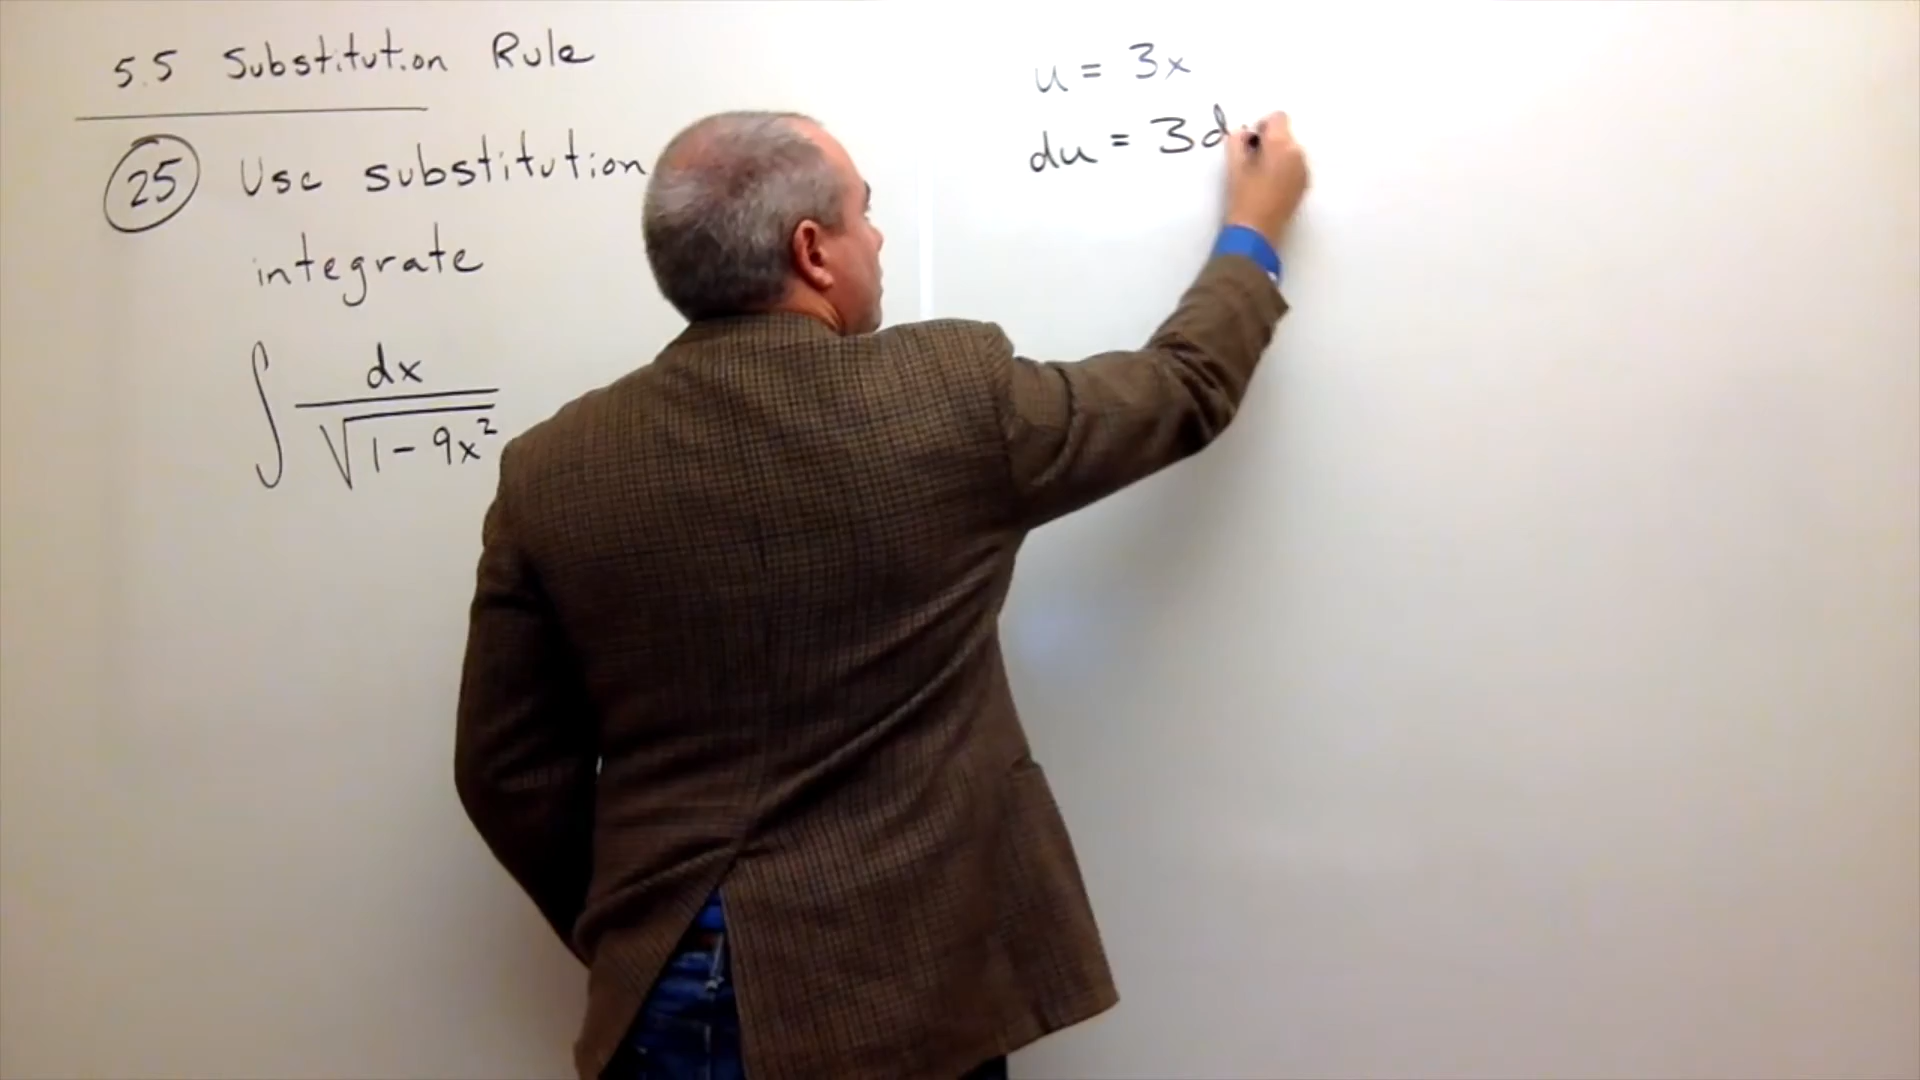 5.5 Substitution Rule
25 Use substitution
integrate
∫ dx / √(1 - 9x²)
u = 3x
du = 3d